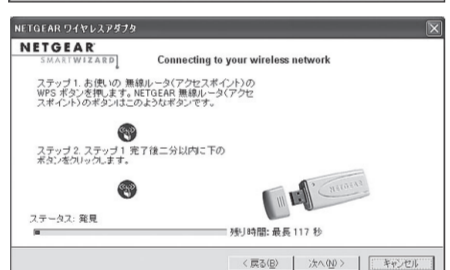 NETGEAR ワイヤレスアダプタ
NETGEAR
SMARTWIZARD
Connecting to your wireless network
ステップ 1. お使いの 無線ルータ(アクセスポイント)の
WPS ボタンを押します。NETGEAR 無線ルータ(アクセ
スポイント)のボタンはこのようなボタンです。
ステップ 2. ステップ 1 完了後二分以内に下の
ボタンをクリックします。
NETGEAR
ステータス: 発見
残り時間: 最長 117 秒
< 戻る(B)
次へ(N) >
キャンセル